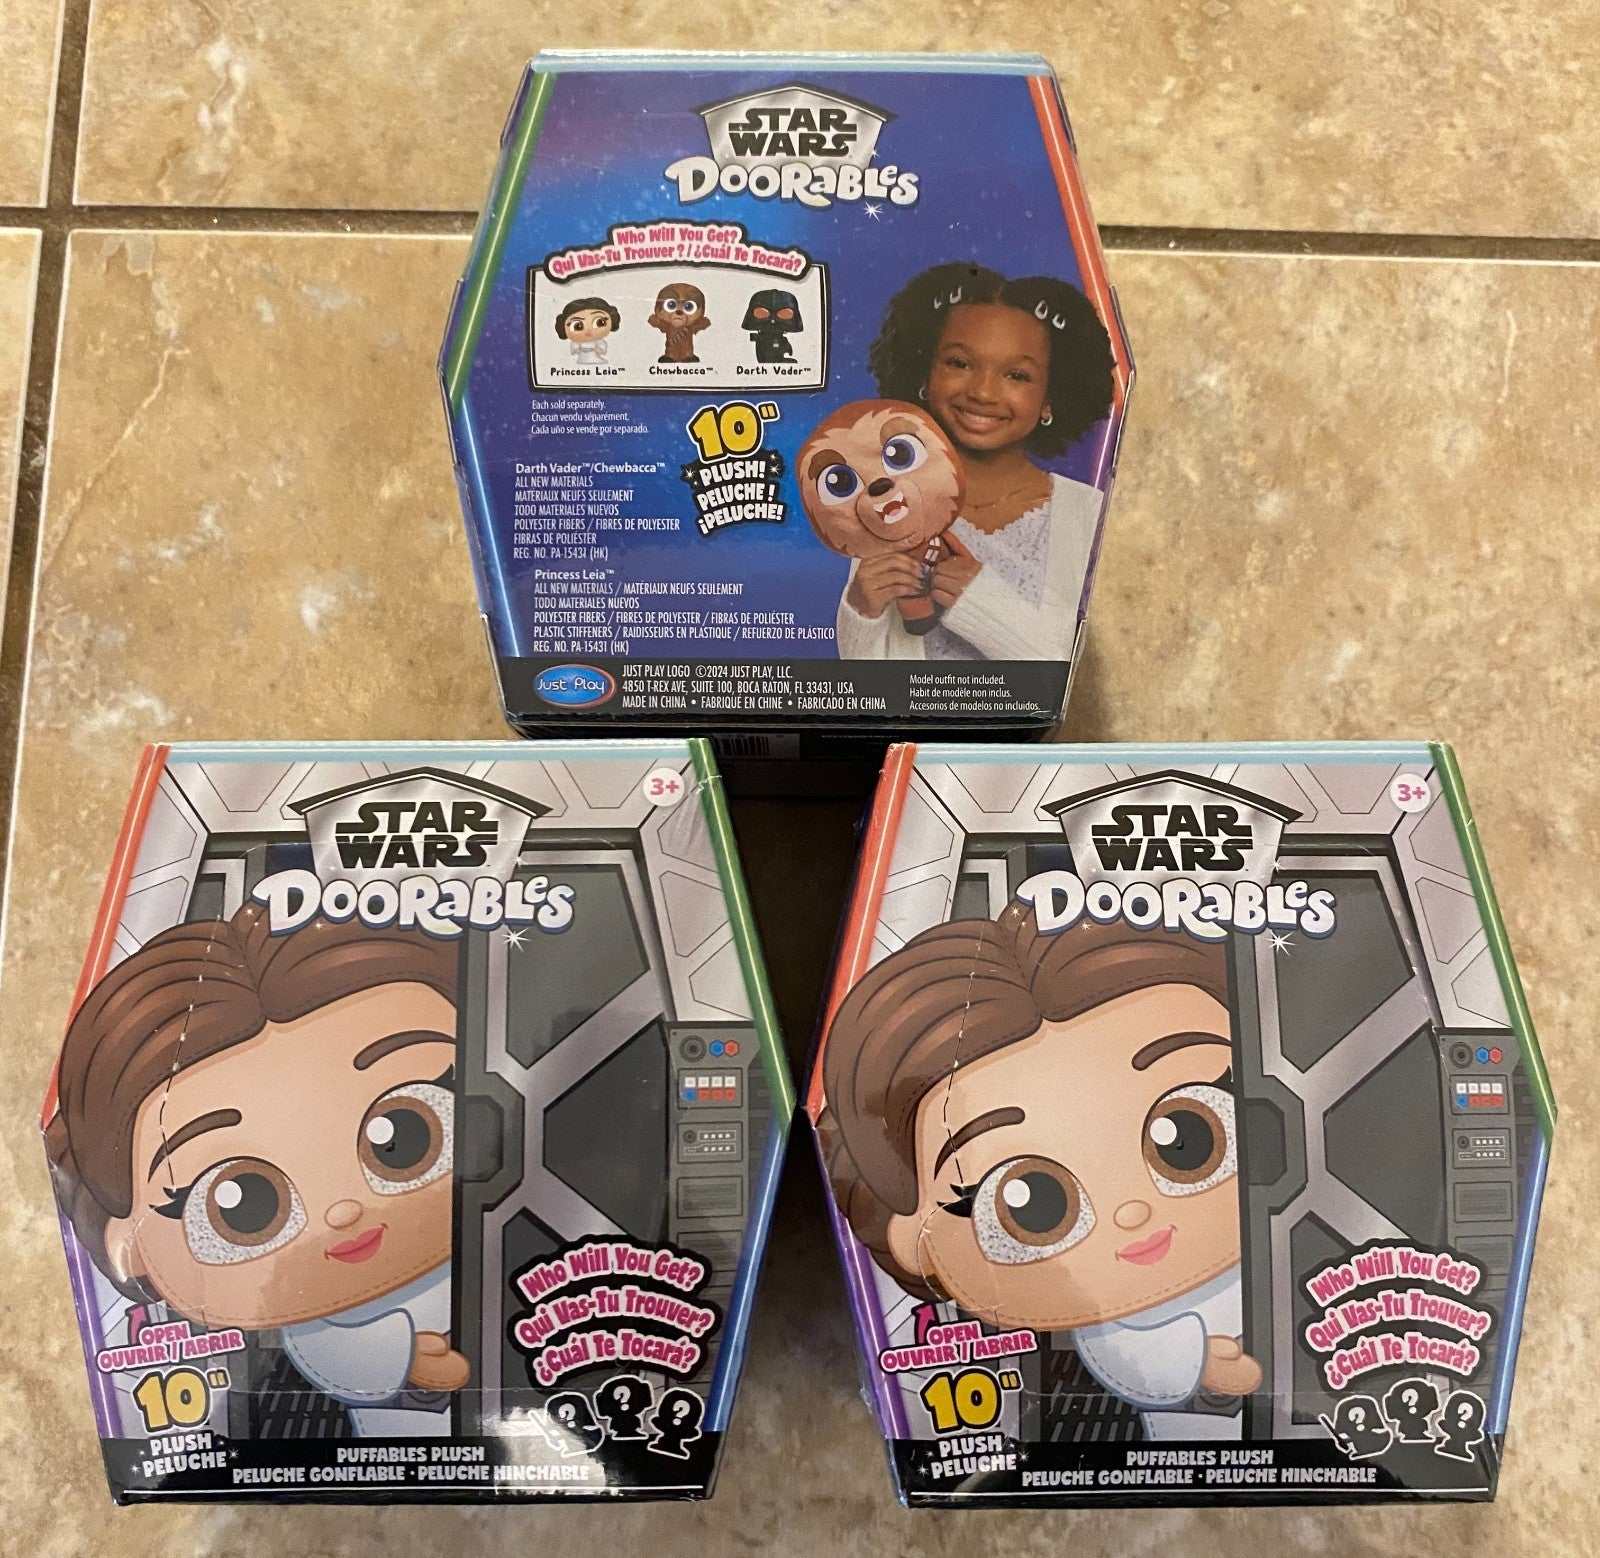 STAR
WARS
DOORABLES
Who Will You Get?
Qui Vas-Tu Trouver ? / ¿Cuál Te Tocará?
Princess Leia™ Chewbacca™ Darth Vader™
Each sold separately.
Chacun vendu séparément.
Cada uno se vende por separado.
10"
PLUSH!
PELUCHE !
¡PELUCHE!
Darth Vader™/Chewbacca™
ALL NEW MATERIALS
MATÉRIAUX NEUFS SEULEMENT
TODO MATERIALES NUEVOS
POLYESTER FIBERS / FIBRES DE POLYESTER
FIBRAS DE POLIÉSTER
REG. NO. PA-15431 (HK)
Princess Leia™
ALL NEW MATERIALS / MATÉRIAUX NEUFS SEULEMENT
TODO MATERIALES NUEVOS
POLYESTER FIBERS / FIBRES DE POLYESTER / FIBRAS DE POLIÉSTER
PLASTIC STIFFENERS / RAIDISSEURS EN PLASTIQUE / REFUERZO DE PLÁSTICO
REG. NO. PA-15431 (HK)
Just Play
JUST PLAY LOGO ©2024 JUST PLAY, LLC.
4850 T-REX AVE, SUITE 100, BOCA RATON, FL 33431, USA
MADE IN CHINA • FABRIQUÉ EN CHINE • FABRICADO EN CHINA
Model outfit not included.
Habit de modèle non inclus.
Accesorios de modelos no incluidos.
3+
STAR
WARS
DOORABLES
Who Will You Get?
Qui Vas-Tu Trouver?
¿Cuál Te Tocará?
OPEN
OUVRIR / ABRIR
10"
PLUSH
PELUCHE
? ? ?
PUFFABLES PLUSH
PELUCHE GONFLABLE · PELUCHE HINCHABLE
3+
STAR
WARS
DOORABLES
Who Will You Get?
Qui Vas-Tu Trouver?
¿Cuál Te Tocará?
OPEN
OUVRIR / ABRIR
10"
PLUSH
PELUCHE
? ? ?
PUFFABLES PLUSH
PELUCHE GONFLABLE · PELUCHE HINCHABLE